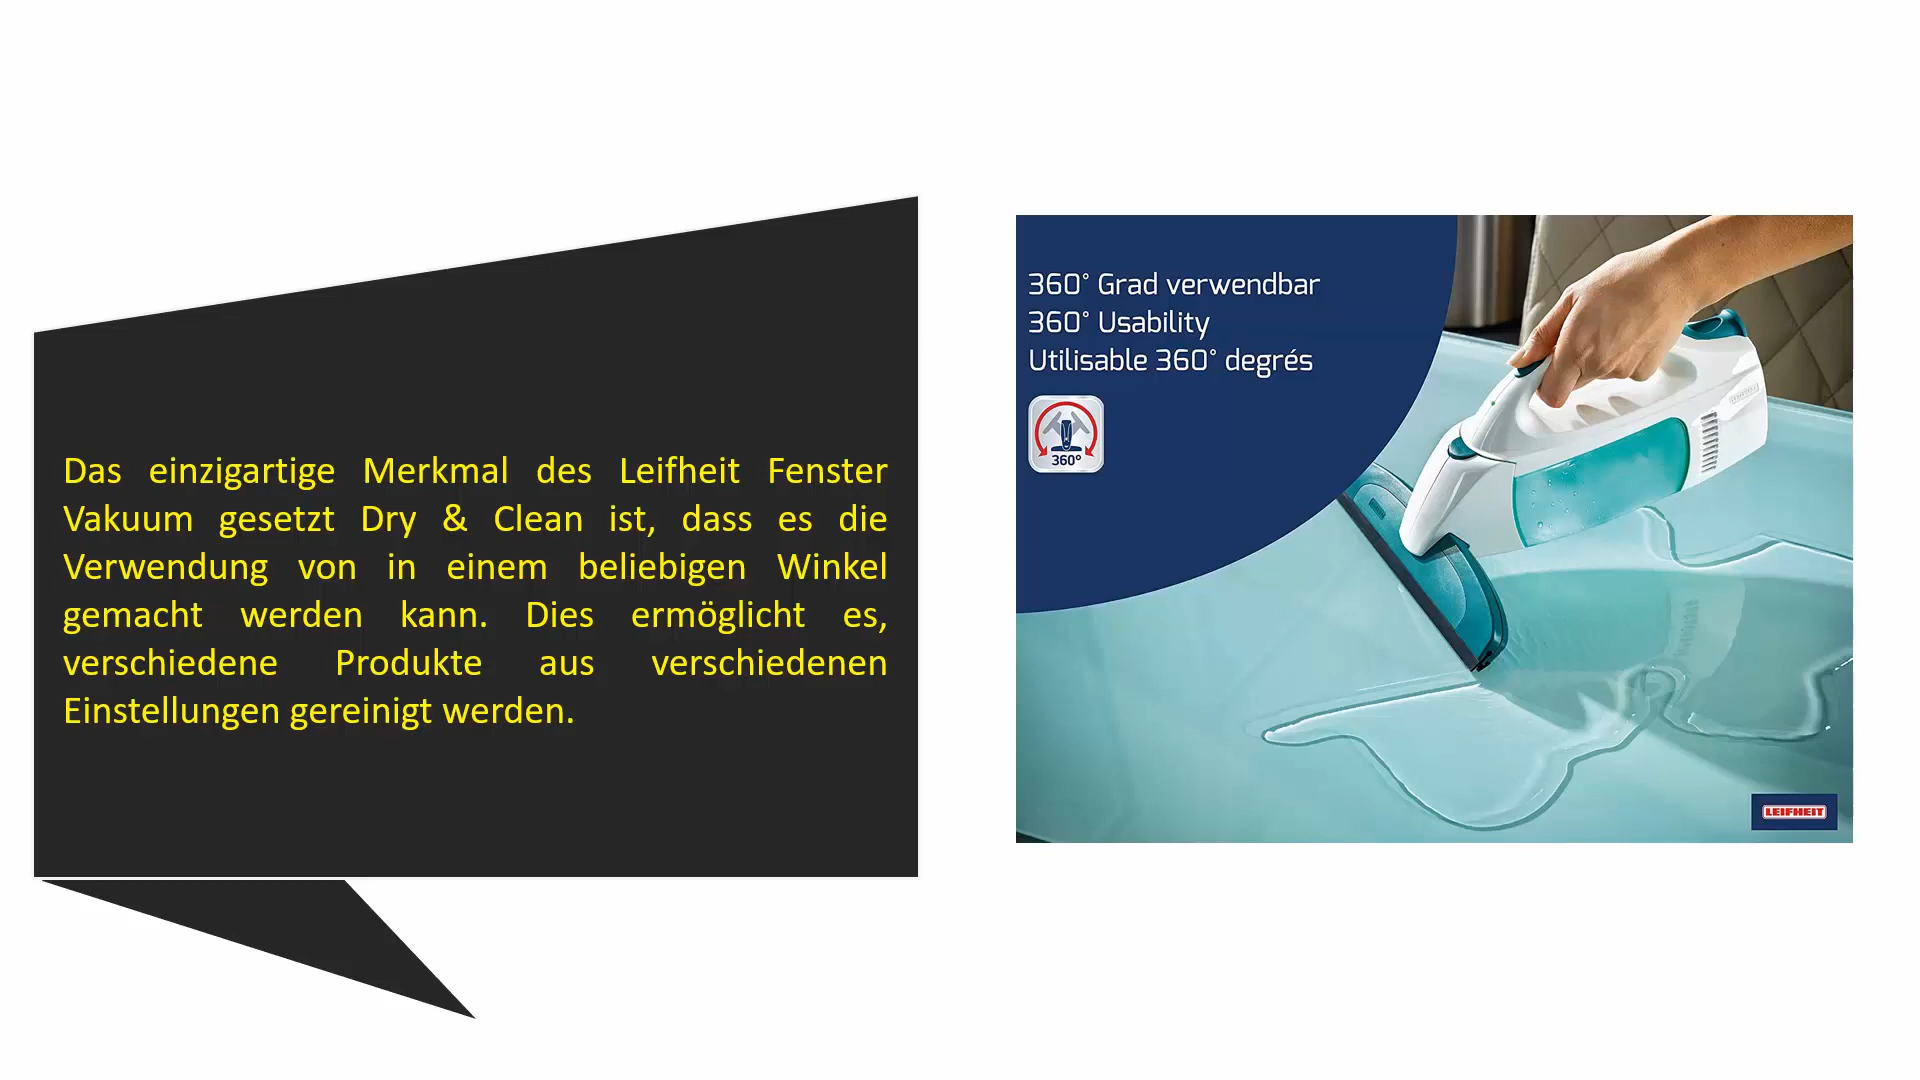 Das einzigartige Merkmal des Leifheit Fenster
Vakuum gesetzt Dry & Clean ist, dass es die
Verwendung von in einem beliebigen Winkel
gemacht werden kann. Dies ermöglicht es,
verschiedene Produkte aus verschiedenen
Einstellungen gereinigt werden.
360° Grad verwendbar
360° Usability
Utilisable 360° degrés
360°
LEIFHEIT